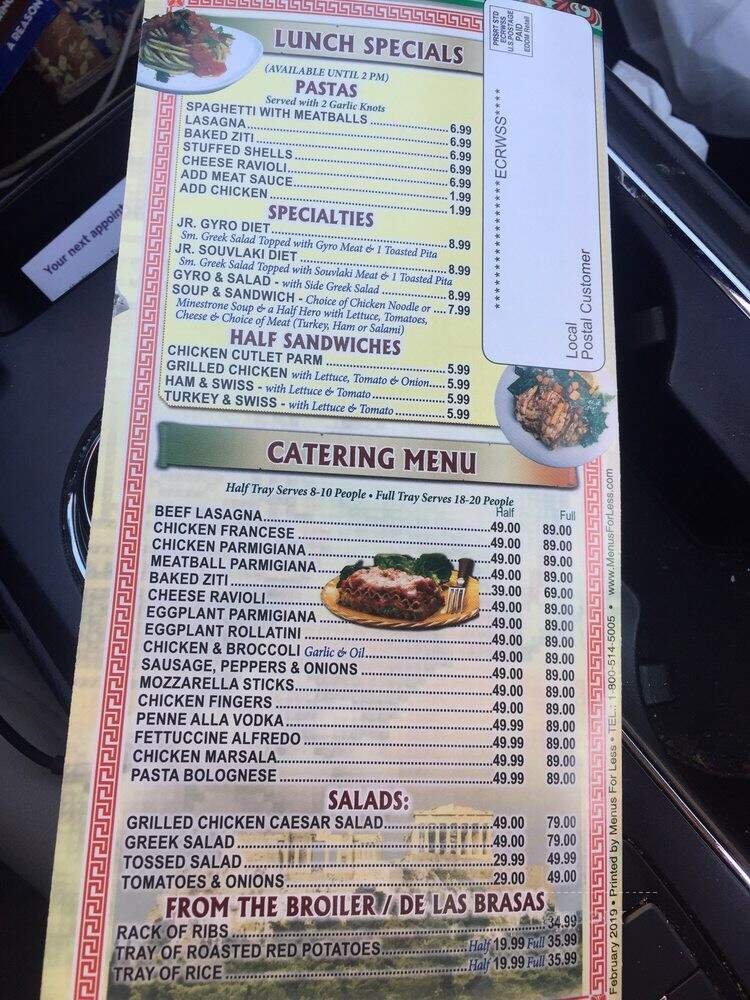 A REASON
PRSRT STD
ECRWSS
U.S. POSTAGE
PAID
EDDM Retail
****************ECRWSS****
Local
Postal Customer
Your next appoint
LUNCH SPECIALS
(AVAILABLE UNTIL 2 PM)
PASTAS
Served with 2 Garlic Knots
SPAGHETTI WITH MEATBALLS 6.99
LASAGNA 6.99
BAKED ZITI 6.99
STUFFED SHELLS 6.99
CHEESE RAVIOLI 6.99
ADD MEAT SAUCE 1.99
ADD CHICKEN 1.99
SPECIALTIES
JR. GYRO DIET 8.99
Sm. Greek Salad Topped with Gyro Meat & 1 Toasted Pita
JR. SOUVLAKI DIET 8.99
Sm. Greek Salad Topped with Souvlaki Meat & 1 Toasted Pita
GYRO & SALAD - with Side Greek Salad 8.99
SOUP & SANDWICH - Choice of Chicken Noodle or .... 7.99
Minestrone Soup & a Half Hero with Lettuce, Tomatoes,
Cheese & Choice of Meat (Turkey, Ham or Salami)
HALF SANDWICHES
CHICKEN CUTLET PARM 5.99
GRILLED CHICKEN with Lettuce, Tomato & Onion..... 5.99
HAM & SWISS - with Lettuce & Tomato 5.99
TURKEY & SWISS - with Lettuce & Tomato 5.99
CATERING MENU
Half Tray Serves 8-10 People • Full Tray Serves 18-20 People
Half Full
BEEF LASAGNA 49.00 89.00
CHICKEN FRANCESE 49.00 89.00
CHICKEN PARMIGIANA 49.00 89.00
MEATBALL PARMIGIANA 49.00 89.00
BAKED ZITI 39.00 69.00
CHEESE RAVIOLI 49.00 89.00
EGGPLANT PARMIGIANA 49.00 89.00
EGGPLANT ROLLATINI 49.00 89.00
CHICKEN & BROCCOLI Garlic & Oil 49.00 89.00
SAUSAGE, PEPPERS & ONIONS 49.00 89.00
MOZZARELLA STICKS 49.00 89.00
CHICKEN FINGERS 49.00 89.00
PENNE ALLA VODKA 49.99 89.00
FETTUCCINE ALFREDO 49.99 89.00
CHICKEN MARSALA 49.99 89.00
PASTA BOLOGNESE 49.99 89.00
SALADS:
GRILLED CHICKEN CAESAR SALAD 49.00 79.00
GREEK SALAD 49.00 79.00
TOSSED SALAD 29.99 49.99
TOMATOES & ONIONS 29.00 49.00
FROM THE BROILER / DE LAS BRASAS
RACK OF RIBS 34.99
TRAY OF ROASTED RED POTATOES Half 19.99 Full 35.99
TRAY OF RICE Half 19.99 Full 35.99
February 2019 • Printed by Menus For Less • TEL.: 1-800-514-5005 • www.MenusForLess.com